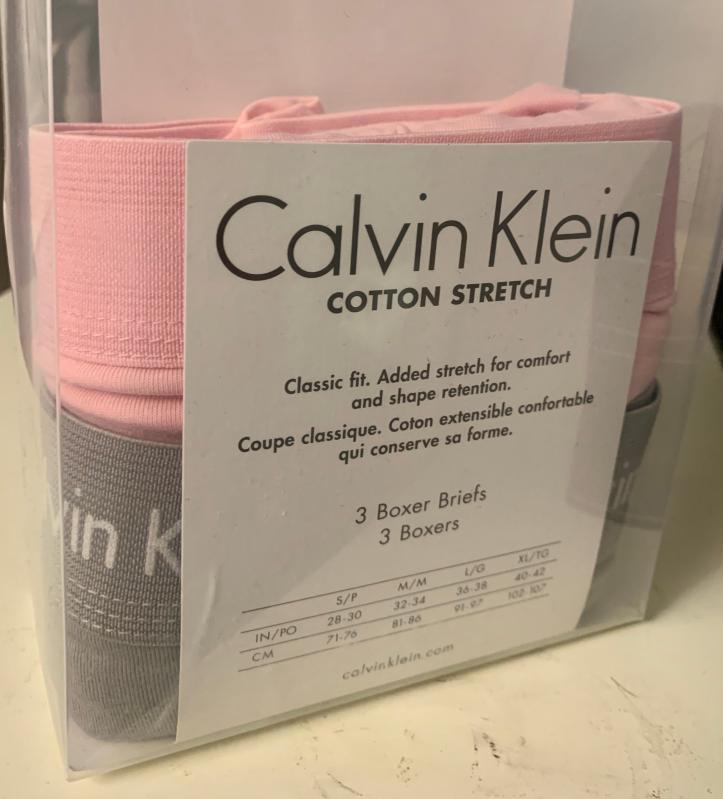 Calvin Klein
COTTON STRETCH
Classic fit. Added stretch for comfort
and shape retention.
Coupe classique. Coton extensible confortable
qui conserve sa forme.
3 Boxer Briefs
3 Boxers
S/P M/M L/G XL/TG
IN/PO 28-30 32-34 36-38 40-42
CM 71-76 81-86 91-97 102-107
calvinklein.com
vin K